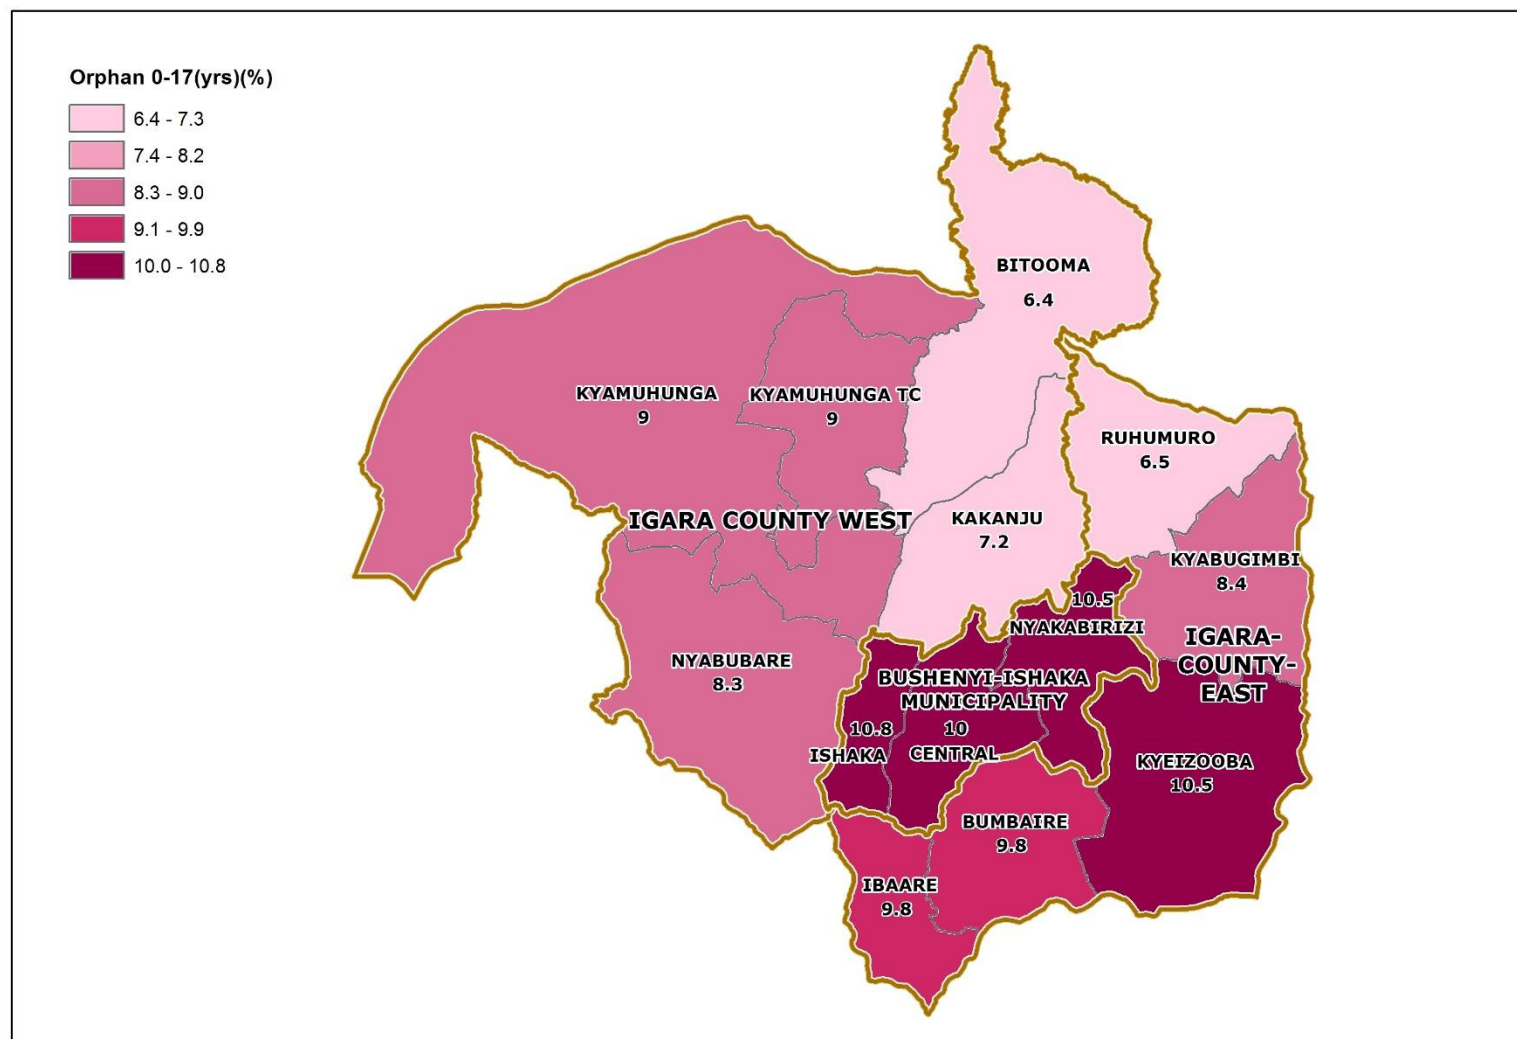 Orphan 0-17(yrs)(%)
6.4 - 7.3
7.4 - 8.2
8.3 - 9.0
9.1 - 9.9
10.0 - 10.8
BITOOMA
6.4
KYAMUHUNGA
9
KYAMUHUNGA TC
9
RUHUMURO
6.5
IGARA COUNTY WEST
KAKANJU
7.2
KYABUGIMBI
8.4
10.5
NYAKABIRIZI
IGARA-
COUNTY-
EAST
NYABUBARE
8.3
BUSHENYI-ISHAKA
MUNICIPALITY
10.8
ISHAKA
10
CENTRAL
KYEIZOOBA
10.5
BUMBAIRE
9.8
IBAARE
9.8